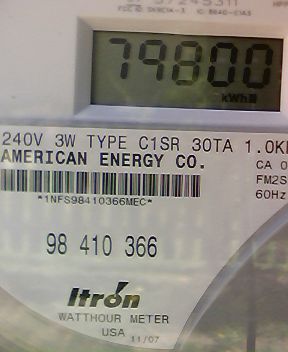 79800
kWh
240V 3W TYPE C1SR 30TA 1.0K
AMERICAN ENERGY CO.
CA 0
FM2S
60Hz
*1NFS98410366MEC*
98 410 366
Itron
WATTHOUR METER
USA 11/07